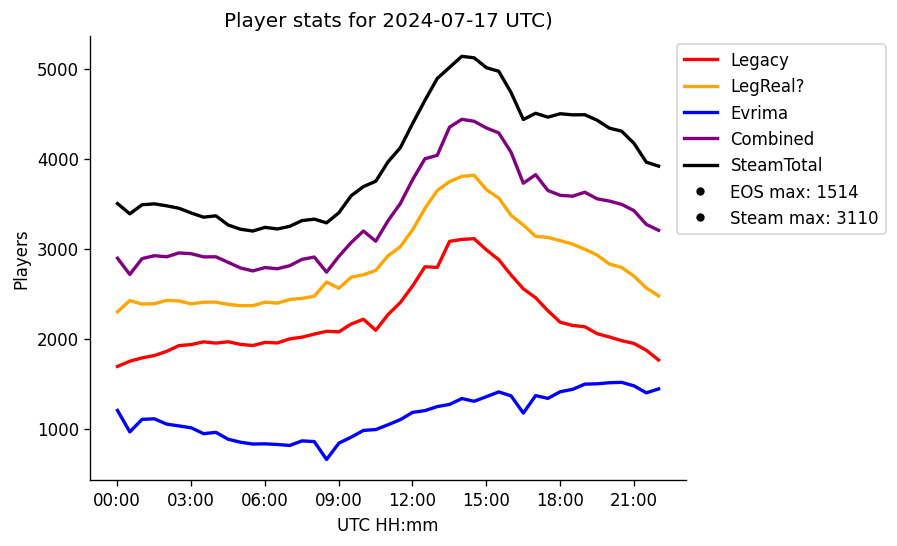 Player stats for 2024-07-17 UTC)
Players
5000
4000
3000
2000
1000
00:00 03:00 06:00 09:00 12:00 15:00 18:00 21:00
UTC HH:mm
Legacy
LegReal?
Evrima
Combined
SteamTotal
EOS max: 1514
Steam max: 3110